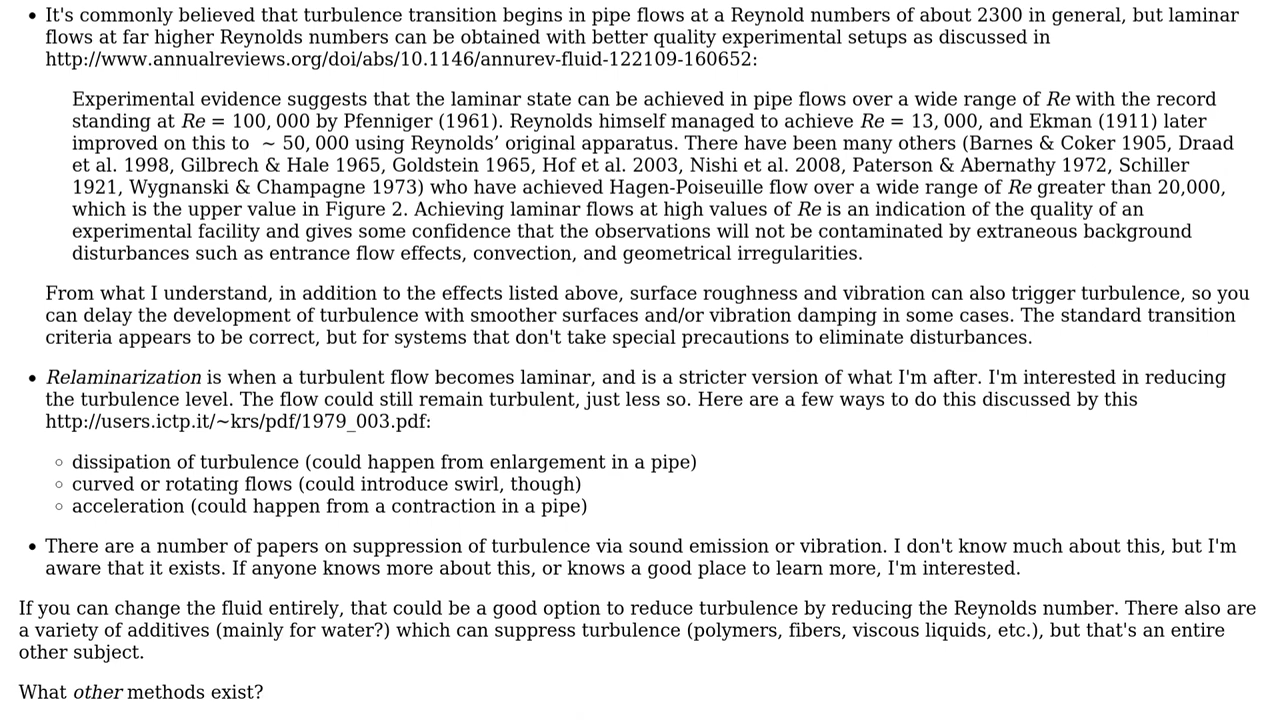 • It's commonly believed that turbulence transition begins in pipe flows at a Reynold numbers of about 2300 in general, but laminar
flows at far higher Reynolds numbers can be obtained with better quality experimental setups as discussed in
http://www.annualreviews.org/doi/abs/10.1146/annurev-fluid-122109-160652:
Experimental evidence suggests that the laminar state can be achieved in pipe flows over a wide range of Re with the record
standing at Re = 100, 000 by Pfenniger (1961). Reynolds himself managed to achieve Re = 13, 000, and Ekman (1911) later
improved on this to ~ 50, 000 using Reynolds’ original apparatus. There have been many others (Barnes & Coker 1905, Draad
et al. 1998, Gilbrech & Hale 1965, Goldstein 1965, Hof et al. 2003, Nishi et al. 2008, Paterson & Abernathy 1972, Schiller
1921, Wygnanski & Champagne 1973) who have achieved Hagen-Poiseuille flow over a wide range of Re greater than 20,000,
which is the upper value in Figure 2. Achieving laminar flows at high values of Re is an indication of the quality of an
experimental facility and gives some confidence that the observations will not be contaminated by extraneous background
disturbances such as entrance flow effects, convection, and geometrical irregularities.
From what I understand, in addition to the effects listed above, surface roughness and vibration can also trigger turbulence, so you
can delay the development of turbulence with smoother surfaces and/or vibration damping in some cases. The standard transition
criteria appears to be correct, but for systems that don't take special precautions to eliminate disturbances.
• Relaminarization is when a turbulent flow becomes laminar, and is a stricter version of what I'm after. I'm interested in reducing
the turbulence level. The flow could still remain turbulent, just less so. Here are a few ways to do this discussed by this
http://users.ictp.it/~krs/pdf/1979_003.pdf:
◦ dissipation of turbulence (could happen from enlargement in a pipe)
◦ curved or rotating flows (could introduce swirl, though)
◦ acceleration (could happen from a contraction in a pipe)
• There are a number of papers on suppression of turbulence via sound emission or vibration. I don't know much about this, but I'm
aware that it exists. If anyone knows more about this, or knows a good place to learn more, I'm interested.
If you can change the fluid entirely, that could be a good option to reduce turbulence by reducing the Reynolds number. There also are
a variety of additives (mainly for water?) which can suppress turbulence (polymers, fibers, viscous liquids, etc.), but that's an entire
other subject.
What other methods exist?